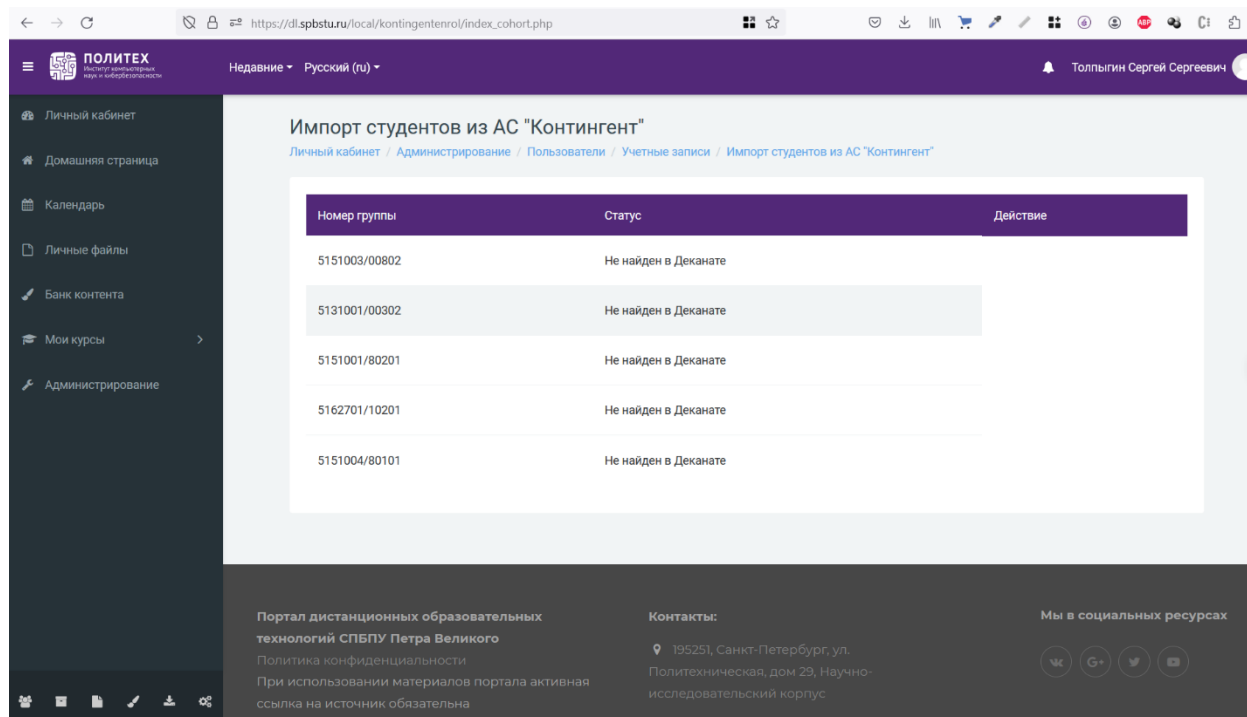 https://dl.spbstu.ru/local/kontingentenrol/index_cohort.php
ПОЛИТЕХ
Институт компьютерных
наук и кибербезопасности
Недавние
Русский (ru)
Толпыгин Сергей Сергеевич
Личный кабинет
Домашняя страница
Календарь
Личные файлы
Банк контента
Мои курсы
Администрирование
Импорт студентов из АС "Контингент"
Личный кабинет / Администрирование / Пользователи / Учетные записи / Импорт студентов из АС "Контингент"
Номер группы Статус Действие
5151003/00802 Не найден в Деканате
5131001/00302 Не найден в Деканате
5151001/80201 Не найден в Деканате
5162701/10201 Не найден в Деканате
5151004/80101 Не найден в Деканате
Портал дистанционных образовательных
технологий СПБПУ Петра Великого
Политика конфиденциальности
При использовании материалов портала активная
ссылка на источник обязательна
Контакты:
195251, Санкт-Петербург, ул.
Политехническая, дом 29, Научно-
исследовательский корпус
Мы в социальных ресурсах
G+
ABP